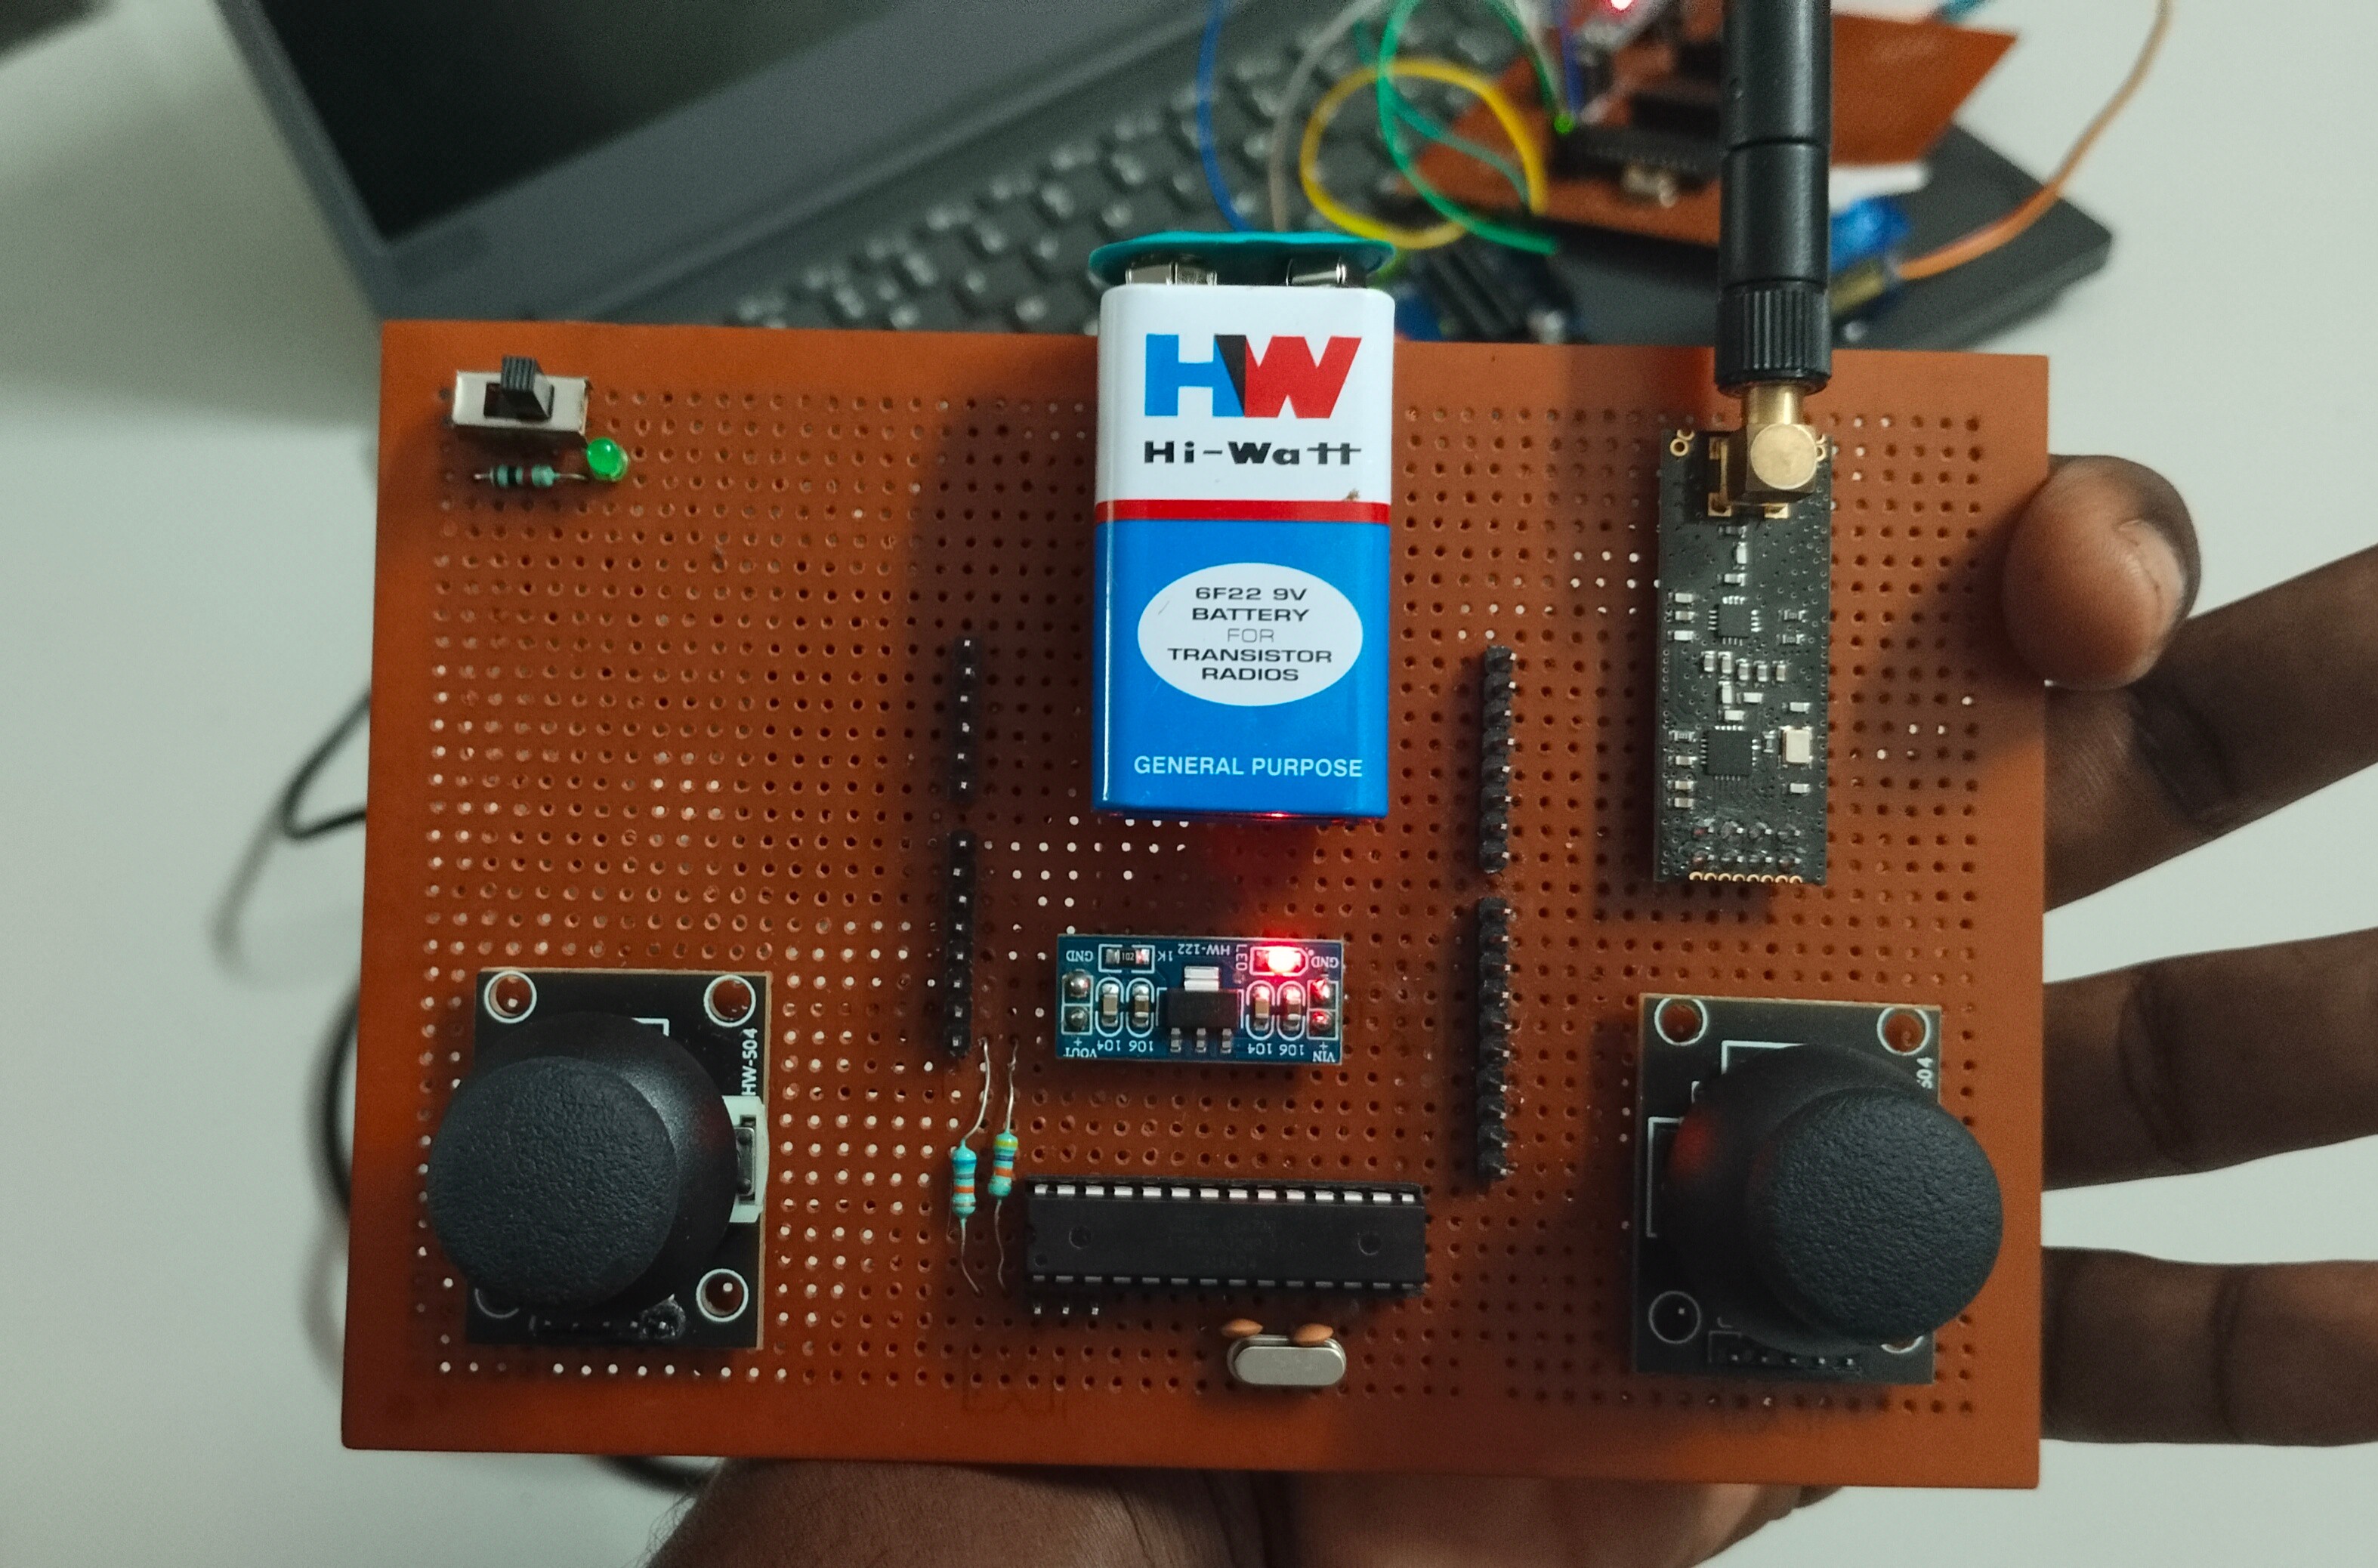 HW
Hi-Watt
6F22 9V
BATTERY
FOR
TRANSISTOR
RADIOS
GENERAL PURPOSE
GND 102 1K HW-122 LED GND
VOUT + 104 106 104 106 + VIN
HW-504
504